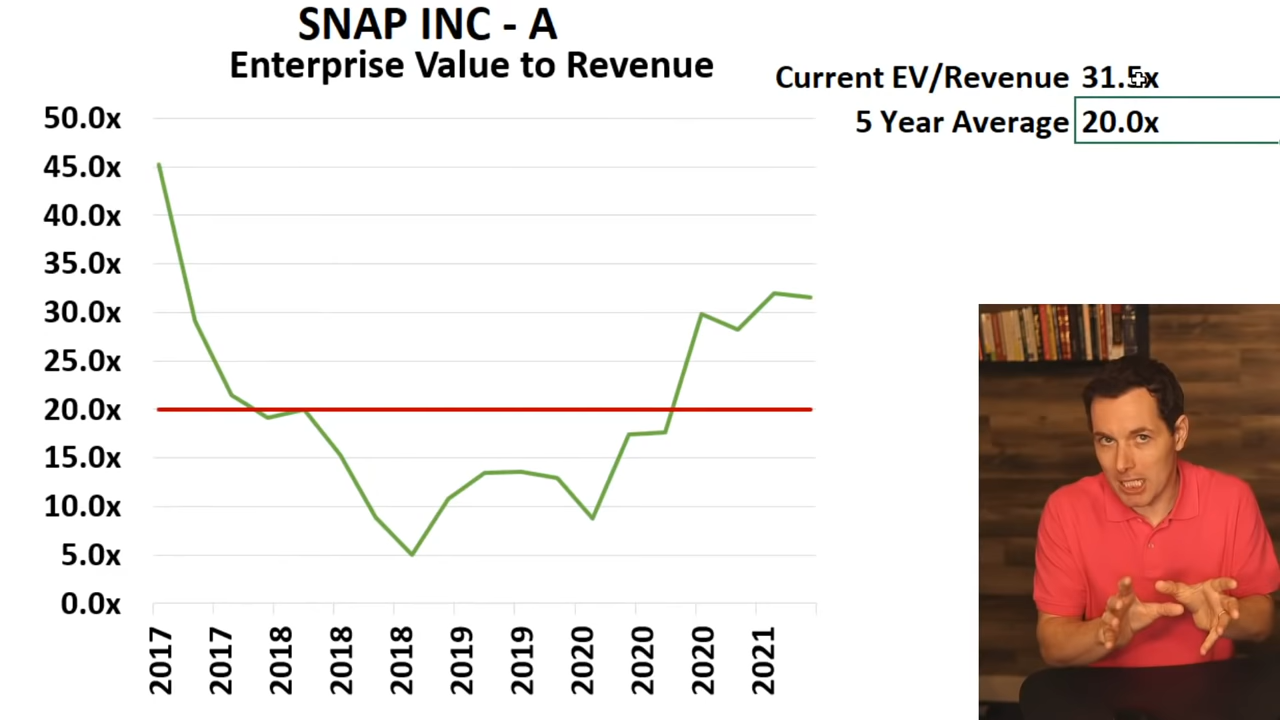 SNAP INC - A
Enterprise Value to Revenue
Current EV/Revenue 31.5x
5 Year Average 20.0x
50.0x
45.0x
40.0x
35.0x
30.0x
25.0x
20.0x
15.0x
10.0x
5.0x
0.0x
2017
2017
2018
2018
2018
2019
2019
2020
2020
2020
2021